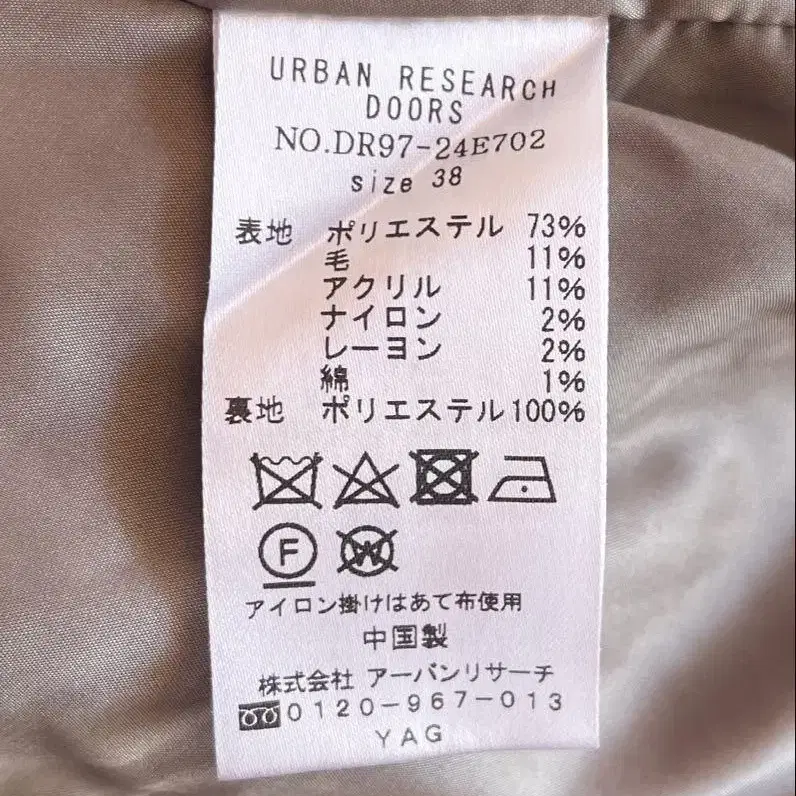 URBAN RESEARCH
DOORS
NO.DR97-24E702
size 38
表地 ポリエステル 73%
毛 11%
アクリル 11%
ナイロン 2%
レーヨン 2%
綿 1%
裏地 ポリエステル 100%
F W
アイロン掛けはあて布使用
中国製
株式会社 アーバンリサーチ
0120-967-013
YAG